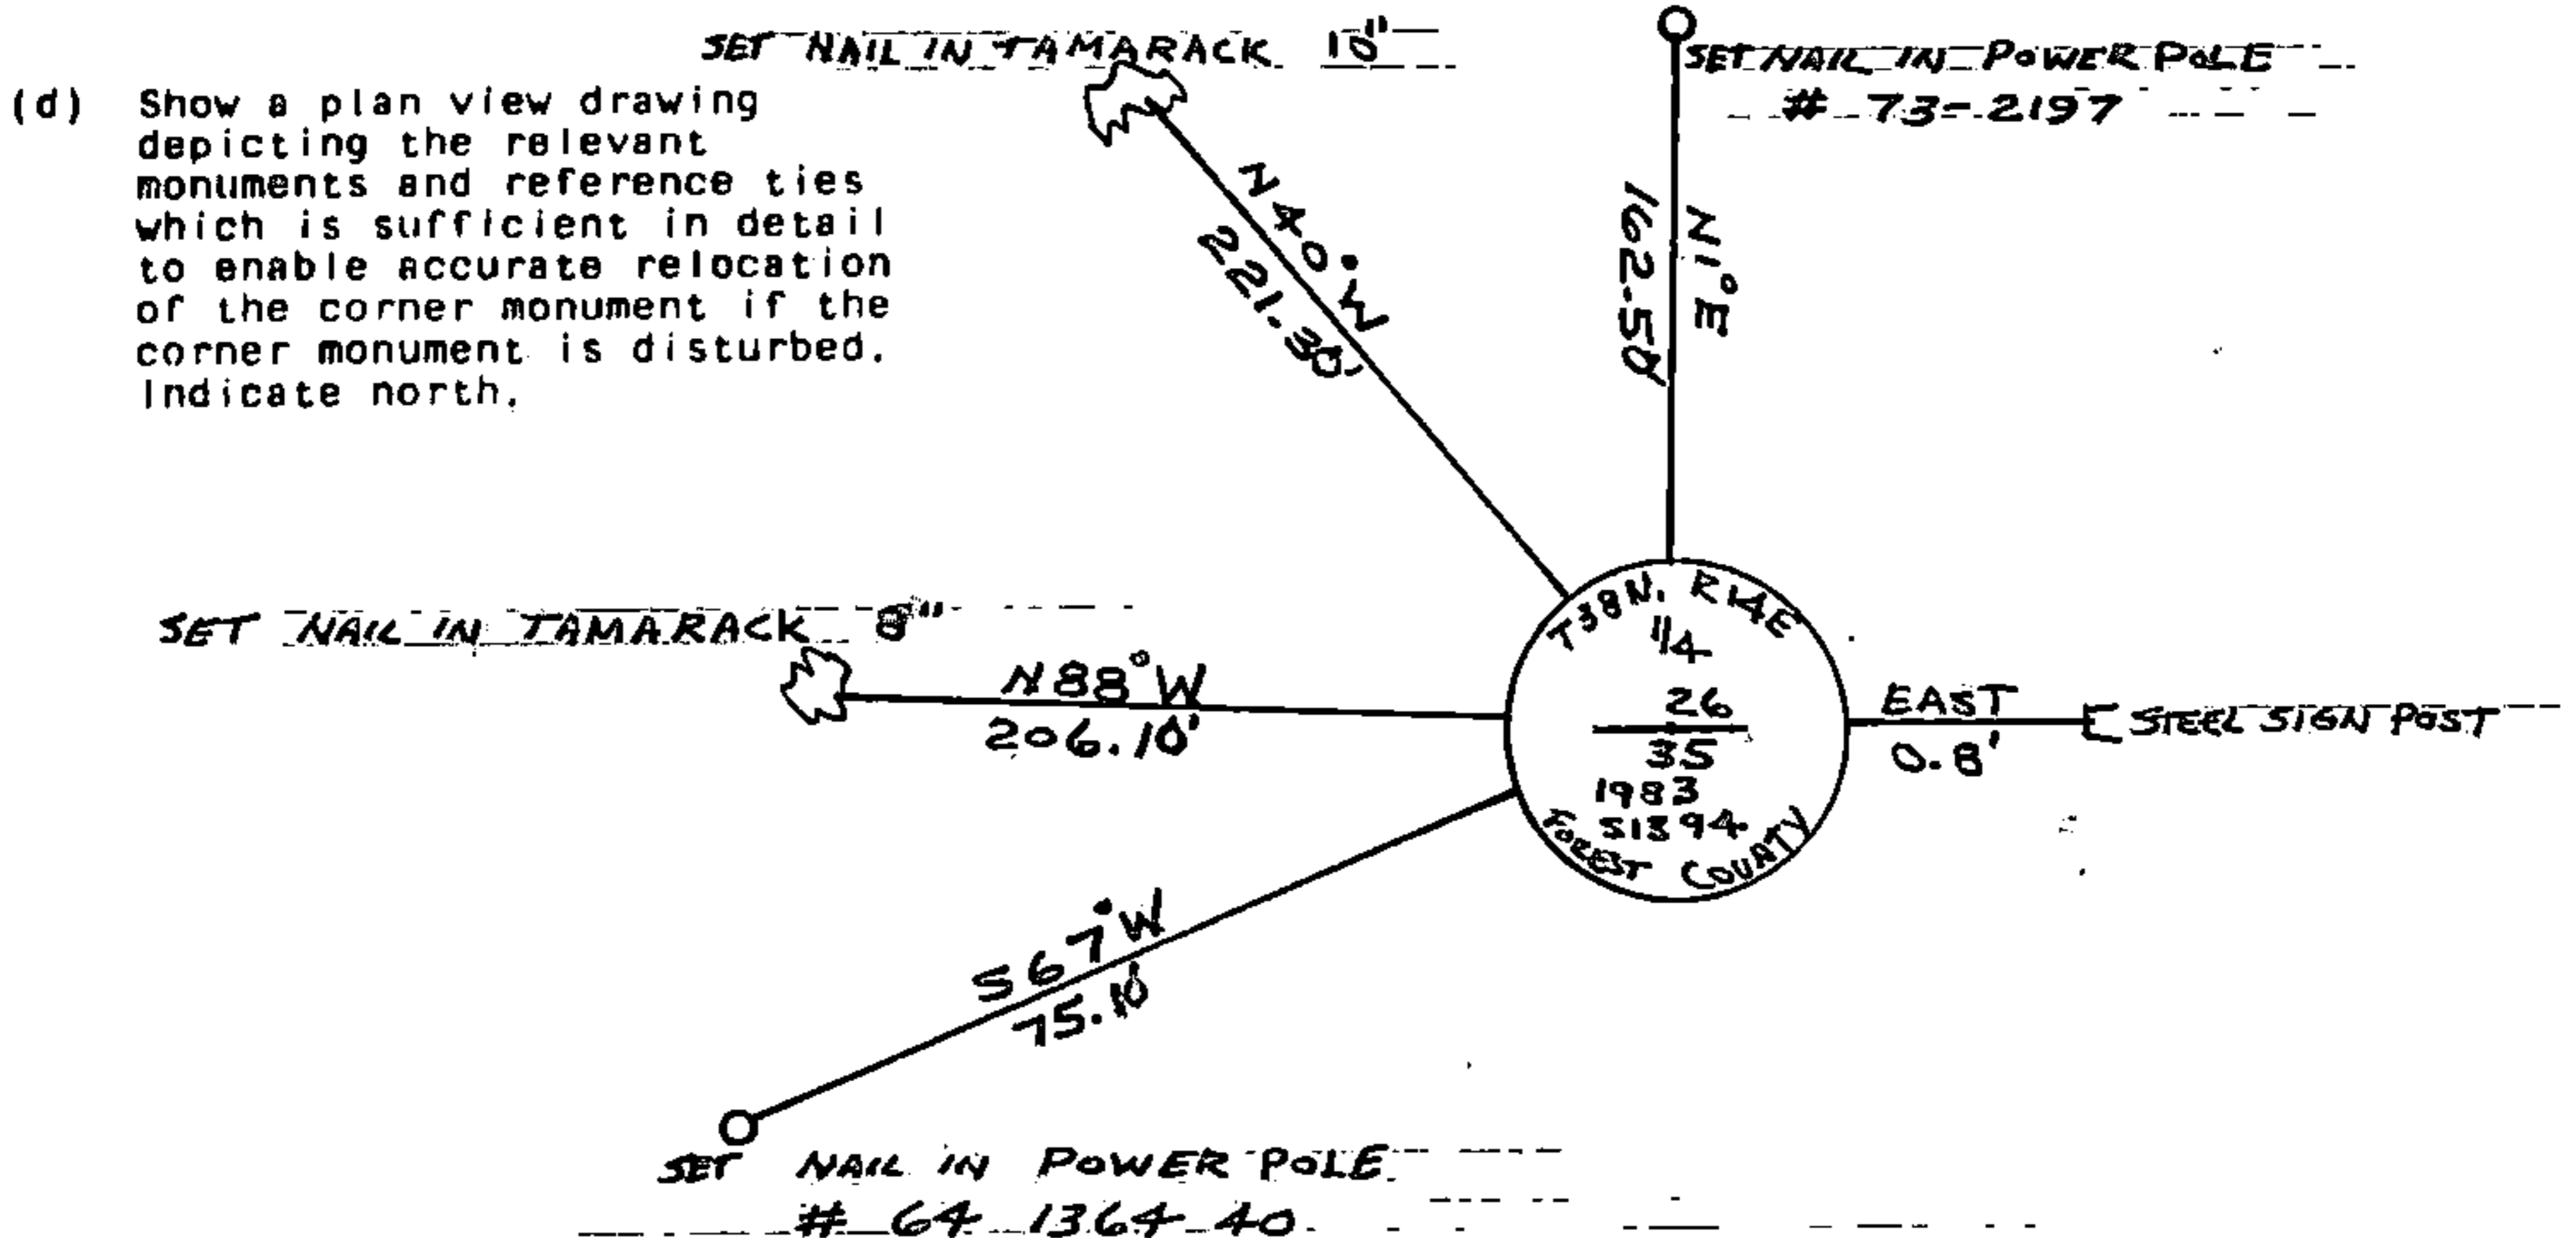 SET NAIL IN TAMARACK 10"
SET NAIL IN POWER POLE
# 73-2197
(d) Show a plan view drawing
depicting the relevant
monuments and reference ties
which is sufficient in detail
to enable accurate relocation
of the corner monument if the
corner monument is disturbed.
Indicate north.
N40°W
221.30'
N1°E
162.50'
SET NAIL IN TAMARACK 8"
N88°W
206.10'
T38N, R14E
1/4
26
35
1983
S1394
FOREST COUNTY
EAST
0.8'
STEEL SIGN POST
S67°W
75.10'
SET NAIL IN POWER POLE
# 64 1364 40